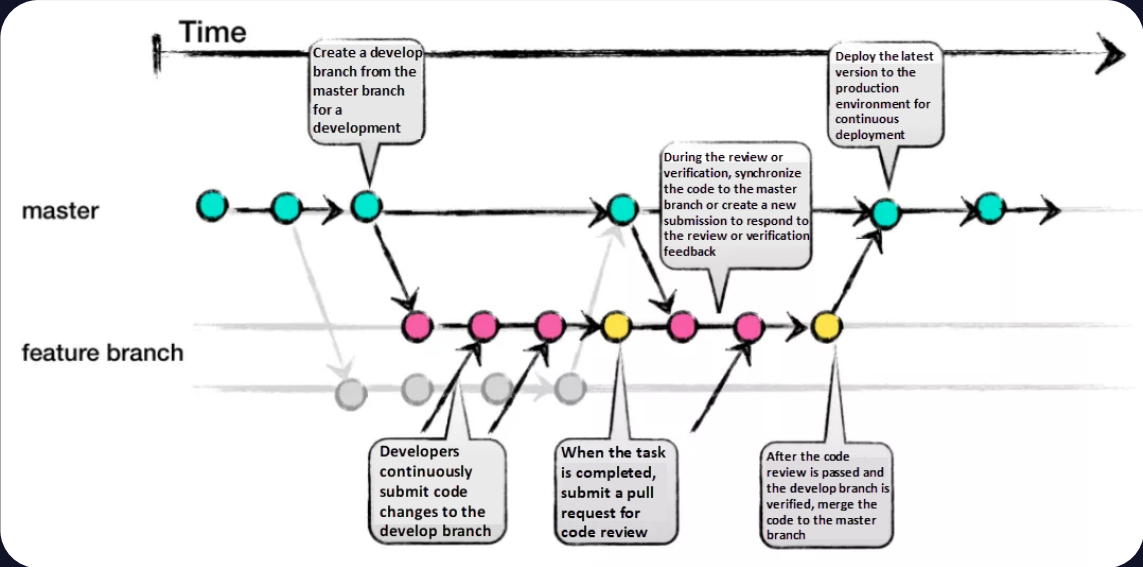 Time
Create a develop
branch from the
master branch
for a
development
Deploy the latest
version to the
production
environment for
continuous
deployment
During the review or
verification, synchronize
the code to the master
branch or create a new
submission to respond to
the review or verification
feedback
master
feature branch
Developers
continuously
submit code
changes to the
develop branch
When the task
is completed,
submit a pull
request for
code review
After the code
review is passed and
the develop branch is
verified, merge the
code to the master
branch